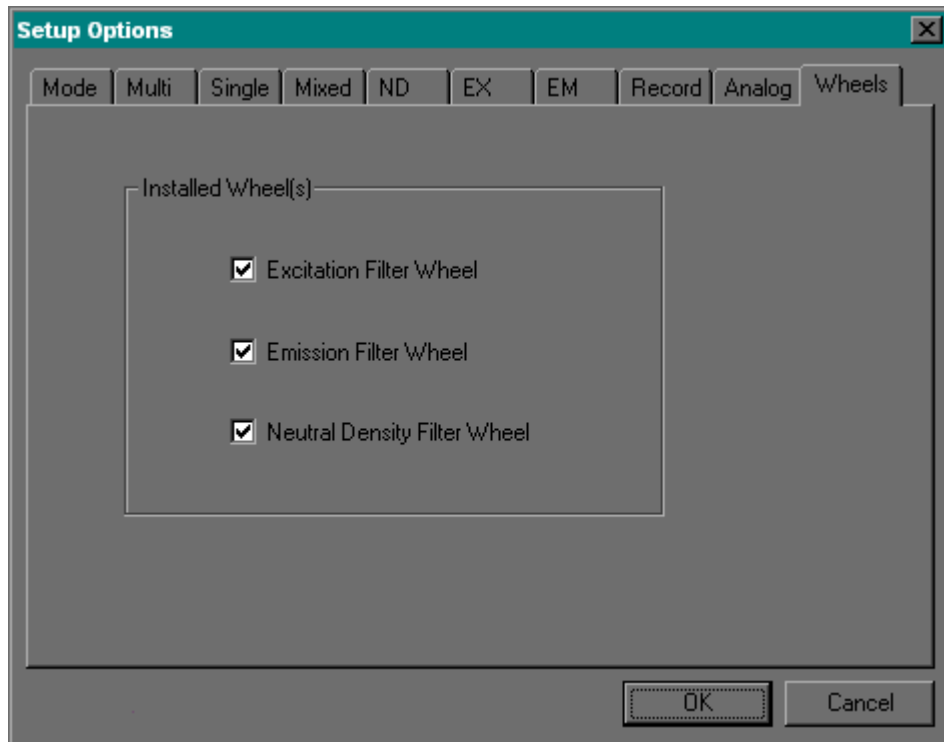 Setup Options
Mode Multi Single Mixed ND EX EM Record Analog Wheels
Installed Wheel(s)
Excitation Filter Wheel
Emission Filter Wheel
Neutral Density Filter Wheel
OK Cancel